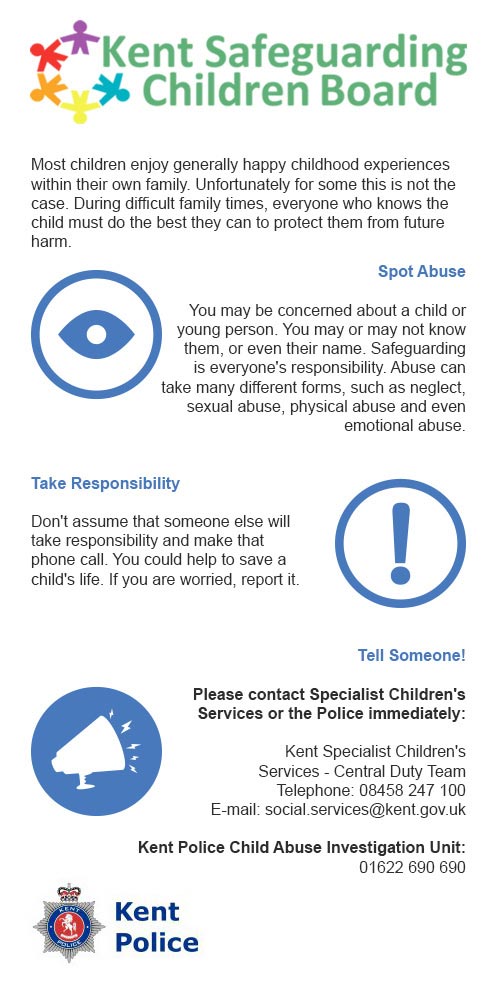 Kent Safeguarding
Children Board
Most children enjoy generally happy childhood experiences
within their own family. Unfortunately for some this is not the
case. During difficult family times, everyone who knows the
child must do the best they can to protect them from future
harm.
Spot Abuse
You may be concerned about a child or
young person. You may or may not know
them, or even their name. Safeguarding
is everyone's responsibility. Abuse can
take many different forms, such as neglect,
sexual abuse, physical abuse and even
emotional abuse.
Take Responsibility
Don't assume that someone else will
take responsibility and make that
phone call. You could help to save a
child's life. If you are worried, report it.
Tell Someone!
Please contact Specialist Children's
Services or the Police immediately:
Kent Specialist Children's
Services - Central Duty Team
Telephone: 08458 247 100
E-mail: social.services@kent.gov.uk
Kent Police Child Abuse Investigation Unit:
01622 690 690
KENT
POLICE
Kent
Police